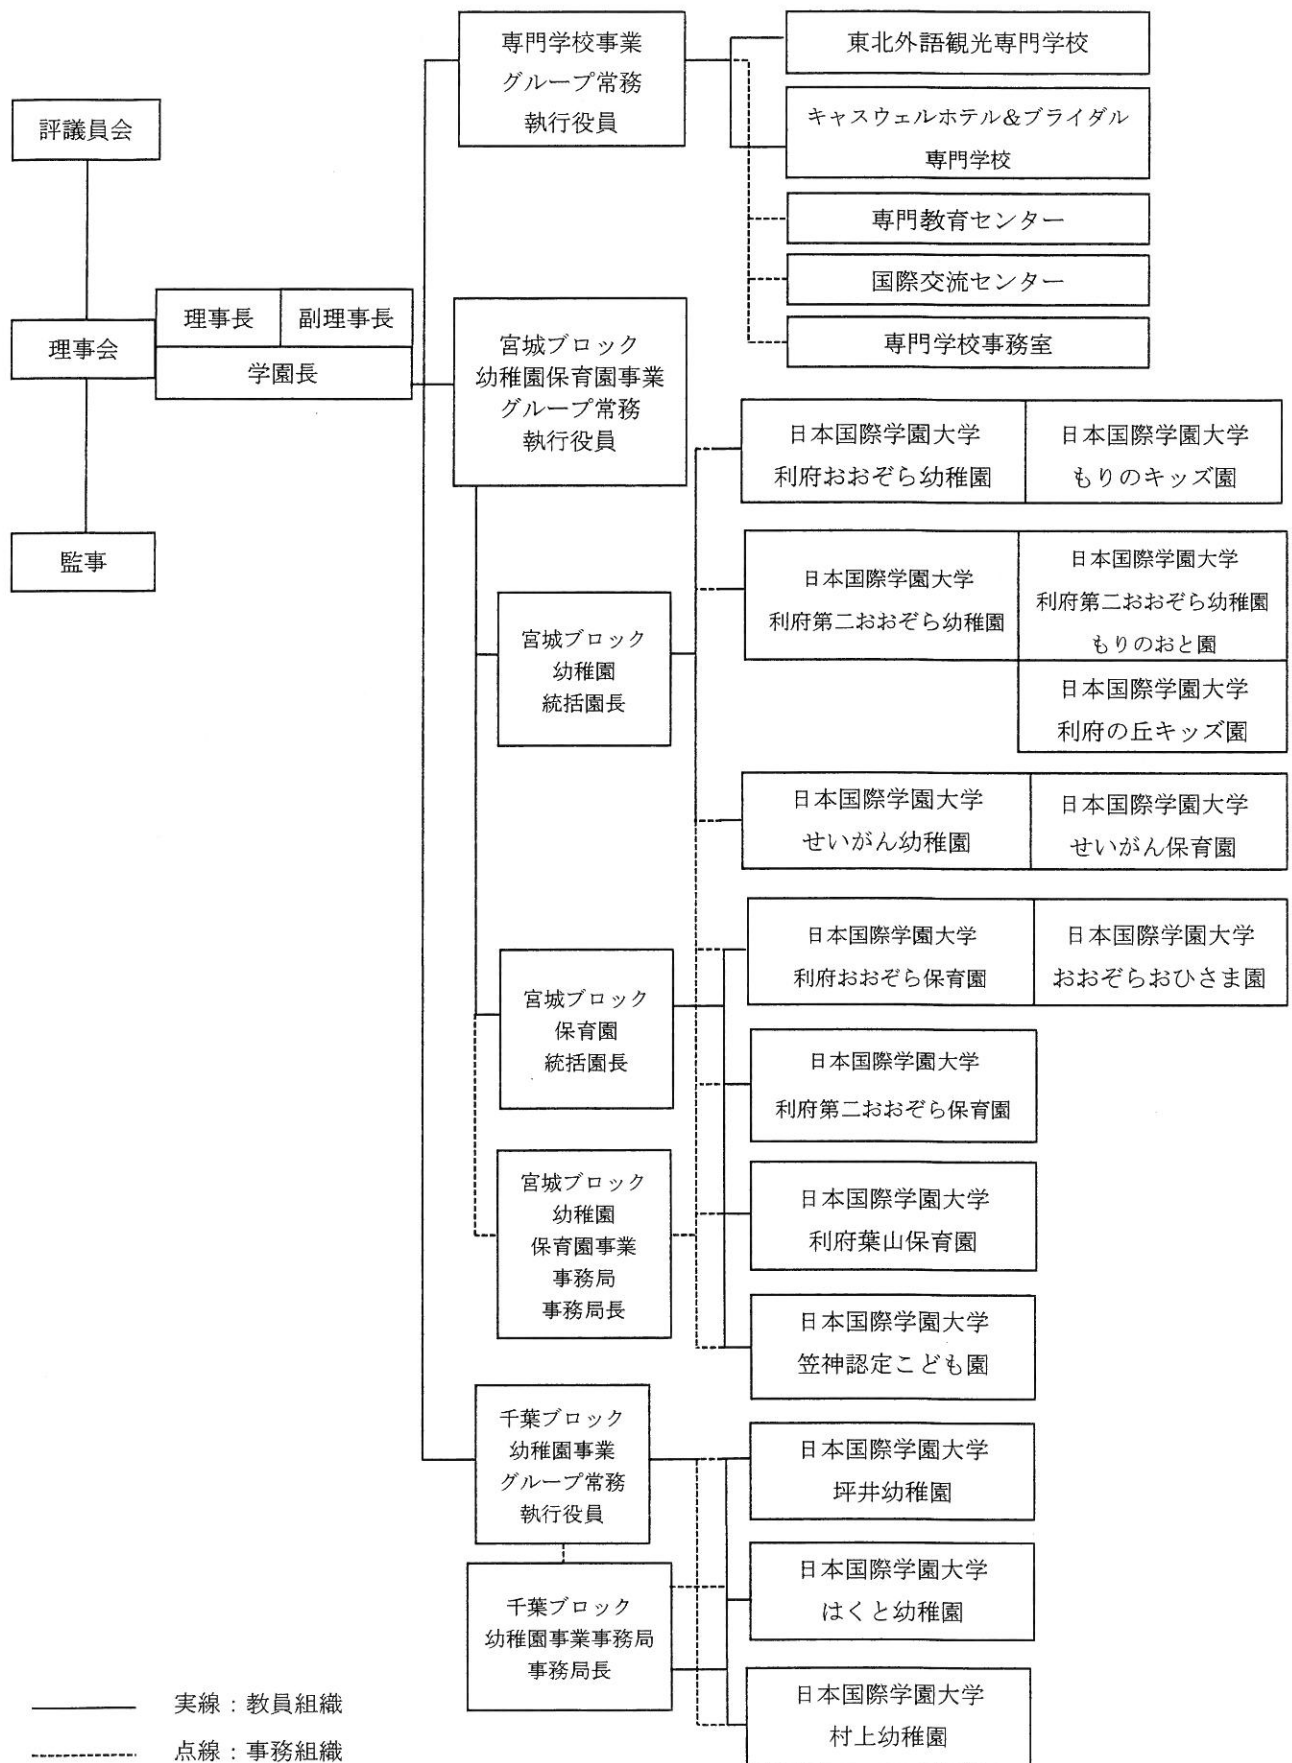 専門学校事業
グループ常務
執行役員
東北外語観光専門学校
キャスウェルホテル&ブライダル
専門学校
専門教育センター
国際交流センター
専門学校事務室
評議員会
理事会
理事長
副理事長
学園長
監事
宮城ブロック
幼稚園保育園事業
グループ常務
執行役員
日本国際学園大学
利府おおぞら幼稚園
日本国際学園大学
もりのキッズ園
宮城ブロック
幼稚園
統括園長
日本国際学園大学
利府第二おおぞら幼稚園
日本国際学園大学
利府第二おおぞら幼稚園
もりのおと園
日本国際学園大学
利府の丘キッズ園
日本国際学園大学
せいがん幼稚園
日本国際学園大学
せいがん保育園
宮城ブロック
保育園
統括園長
日本国際学園大学
利府おおぞら保育園
日本国際学園大学
おおぞらおひさま園
日本国際学園大学
利府第二おおぞら保育園
宮城ブロック
幼稚園
保育園事業
事務局
事務局長
日本国際学園大学
利府葉山保育園
日本国際学園大学
笠神認定こども園
千葉ブロック
幼稚園事業
グループ常務
執行役員
日本国際学園大学
坪井幼稚園
千葉ブロック
幼稚園事業事務局
事務局長
日本国際学園大学
はくと幼稚園
日本国際学園大学
村上幼稚園
実線：教員組織
点線：事務組織